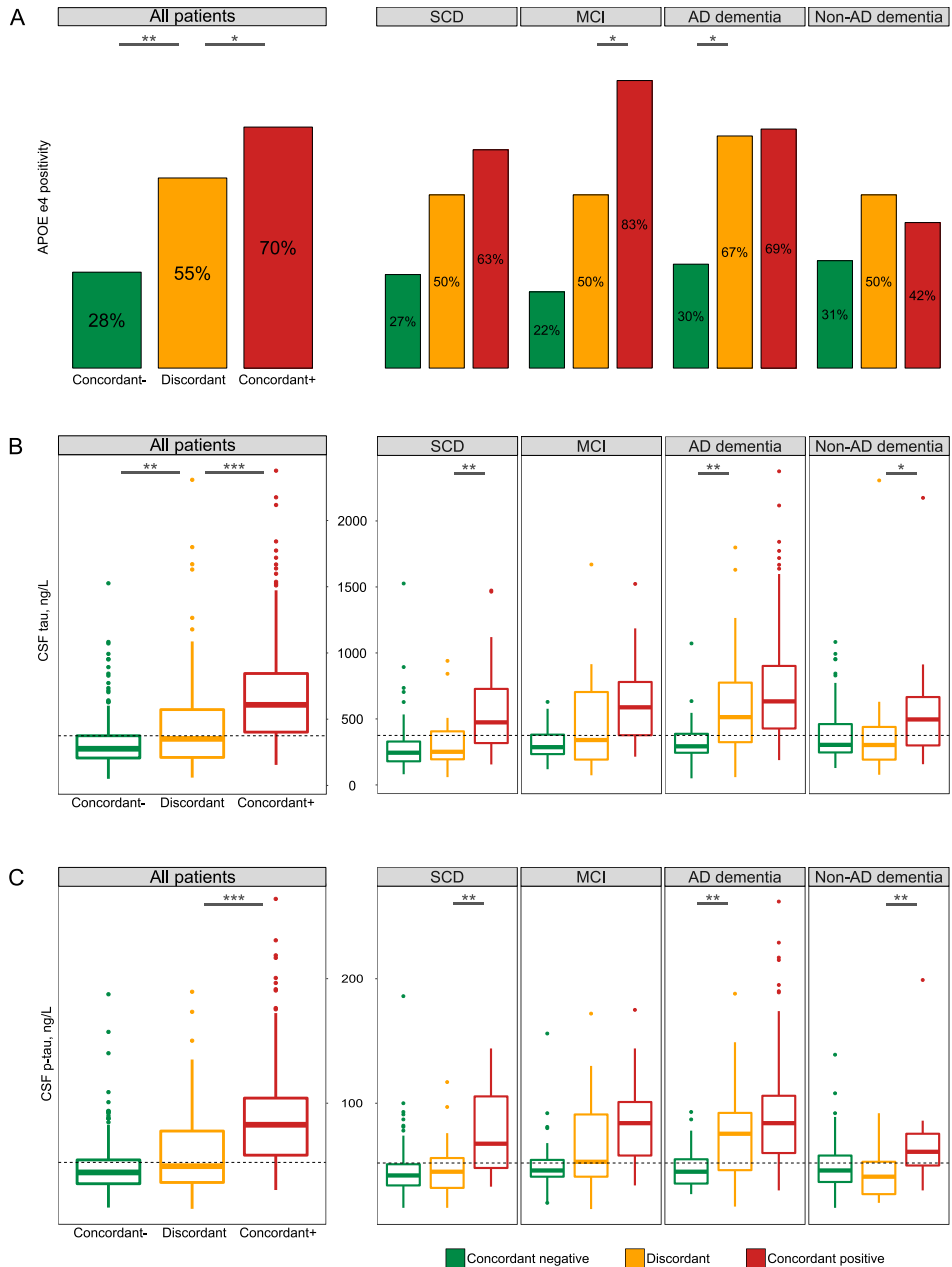 A
All patients
SCD
MCI
AD dementia
Non-AD dementia
** *
* *
APOE e4 positivity
28% 55% 70%
27% 50% 63%
22% 50% 83%
30% 67% 69%
31% 50% 42%
Concordant- Discordant Concordant+
B
All patients
SCD
MCI
AD dementia
Non-AD dementia
** ***
** ** *
CSF tau, ng/L
2000
1500
1000
500
0
Concordant- Discordant Concordant+
C
All patients
SCD
MCI
AD dementia
Non-AD dementia
***
** ** **
CSF p-tau, ng/L
200
100
Concordant- Discordant Concordant+
Concordant negative Discordant Concordant positive